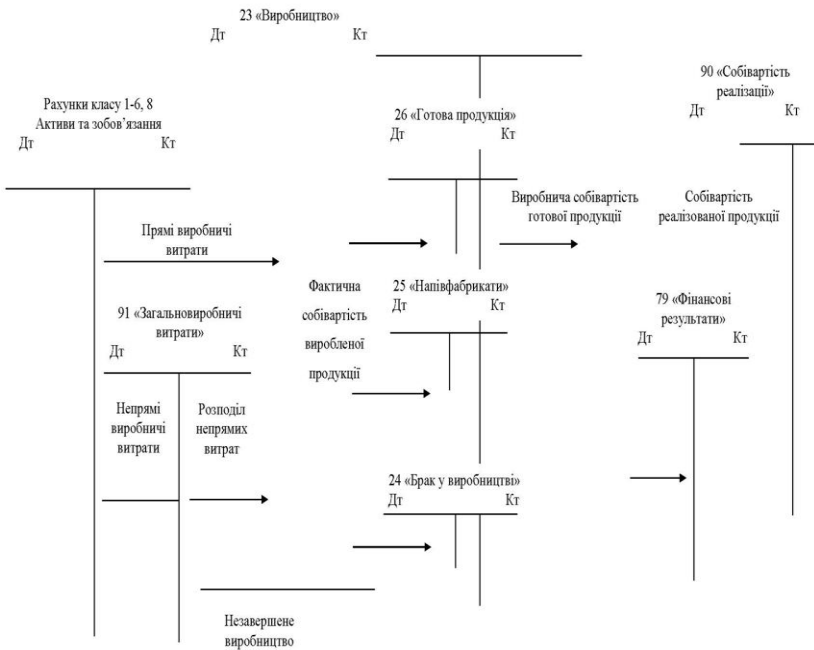 23 «Виробництво»
Дт Кт
90 «Собівартість
реалізації»
Дт Кт
Рахунки класу 1-6, 8
Активи та зобов’язання
Дт Кт
26 «Готова продукція»
Дт Кт
Прямі виробничі
витрати
Виробнича собівартість
готової продукції
Собівартість
реалізованої продукції
Фактична
собівартість
виробленої
продукції
25 «Напівфабрикати»
Дт Кт
91 «Загальновиробничі
витрати»
Дт Кт
79 «Фінансові
результати»
Дт Кт
Непрямі
виробничі
витрати
Розподіл
непрямих
витрат
24 «Брак у виробництві»
Дт Кт
Незавершене
виробництво